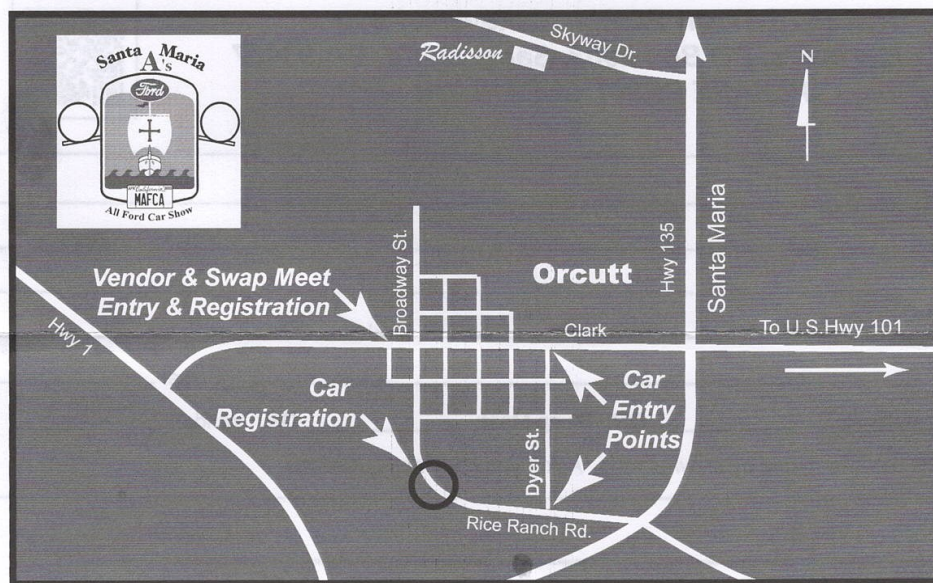 Santa Maria
A's
Ford
California
MAFCA
All Ford Car Show
Radisson
Skyway Dr.
N
Hwy 135
Santa Maria
Broadway St.
Orcutt
Vendor & Swap Meet
Entry & Registration
Clark
To U.S.Hwy 101
Hwy 1
Car
Registration
Car
Entry
Points
Dyer St.
Rice Ranch Rd.